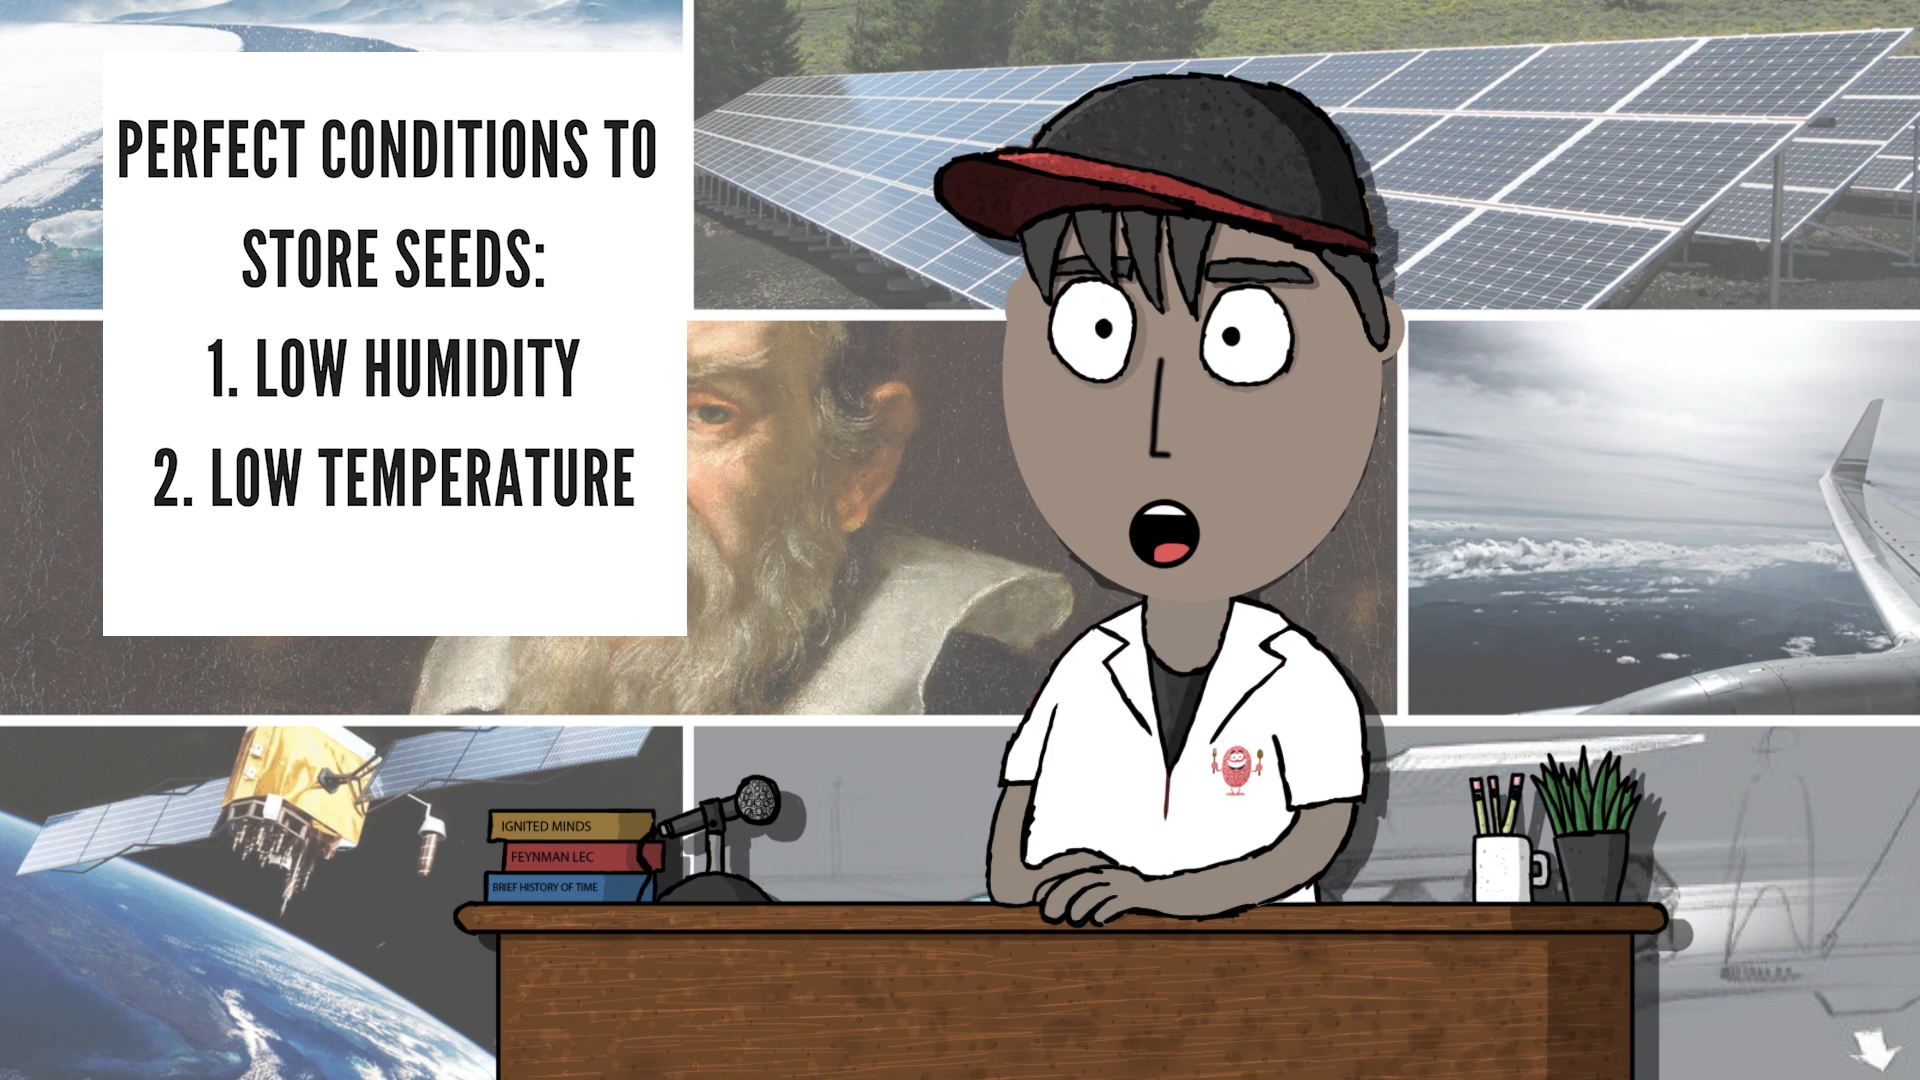 PERFECT CONDITIONS TO
STORE SEEDS:
1. LOW HUMIDITY
2. LOW TEMPERATURE
IGNITED MINDS
FEYNMAN LEC
BRIEF HISTORY OF TIME